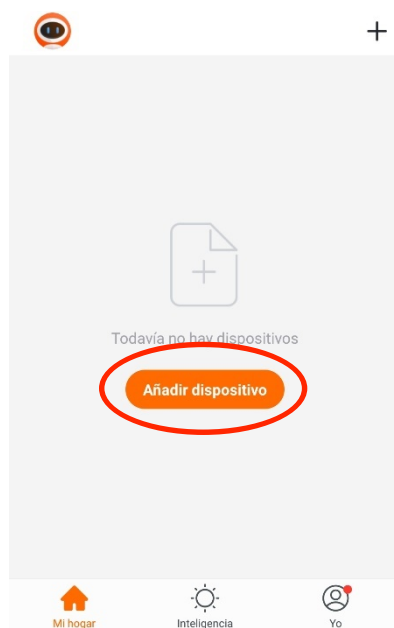 Todavía no hay dispositivos
Añadir dispositivo
Mi hogar
Inteligencia
Yo